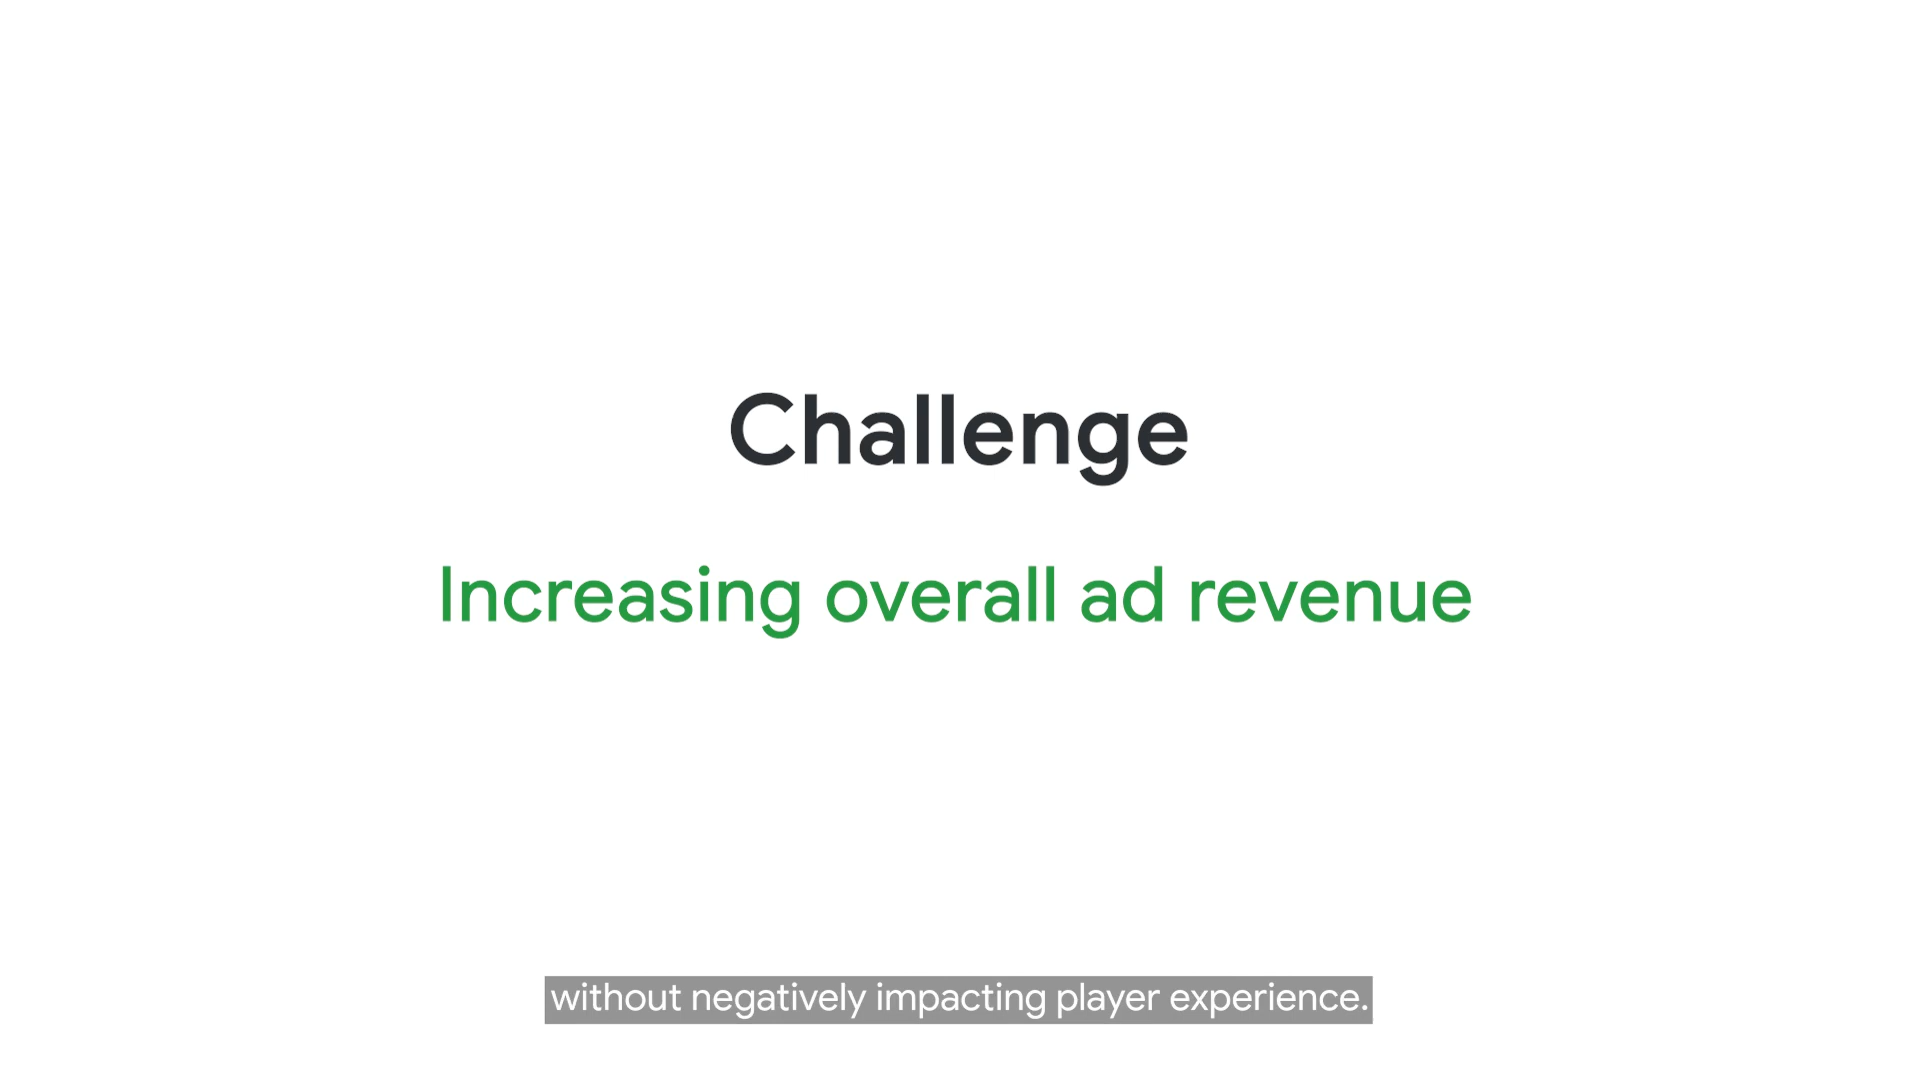 Challenge
Increasing overall ad revenue
without negatively impacting player experience.